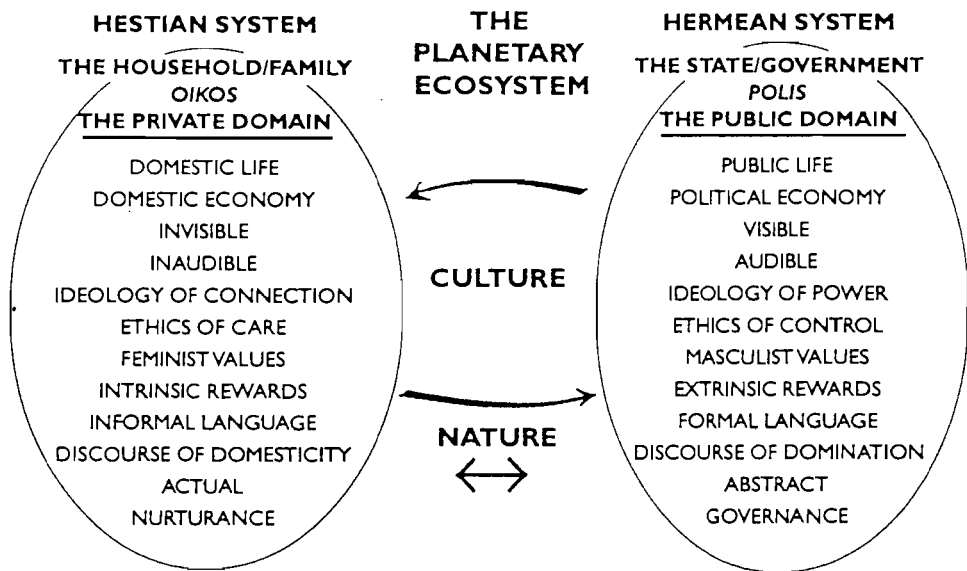 HESTIAN SYSTEM
THE HOUSEHOLD/FAMILY
OIKOS
THE PRIVATE DOMAIN
DOMESTIC LIFE
DOMESTIC ECONOMY
INVISIBLE
INAUDIBLE
IDEOLOGY OF CONNECTION
ETHICS OF CARE
FEMINIST VALUES
INTRINSIC REWARDS
INFORMAL LANGUAGE
DISCOURSE OF DOMESTICITY
ACTUAL
NURTURANCE
THE
PLANETARY
ECOSYSTEM
CULTURE
NATURE
HERMEAN SYSTEM
THE STATE/GOVERNMENT
POLIS
THE PUBLIC DOMAIN
PUBLIC LIFE
POLITICAL ECONOMY
VISIBLE
AUDIBLE
IDEOLOGY OF POWER
ETHICS OF CONTROL
MASCULIST VALUES
EXTRINSIC REWARDS
FORMAL LANGUAGE
DISCOURSE OF DOMINATION
ABSTRACT
GOVERNANCE